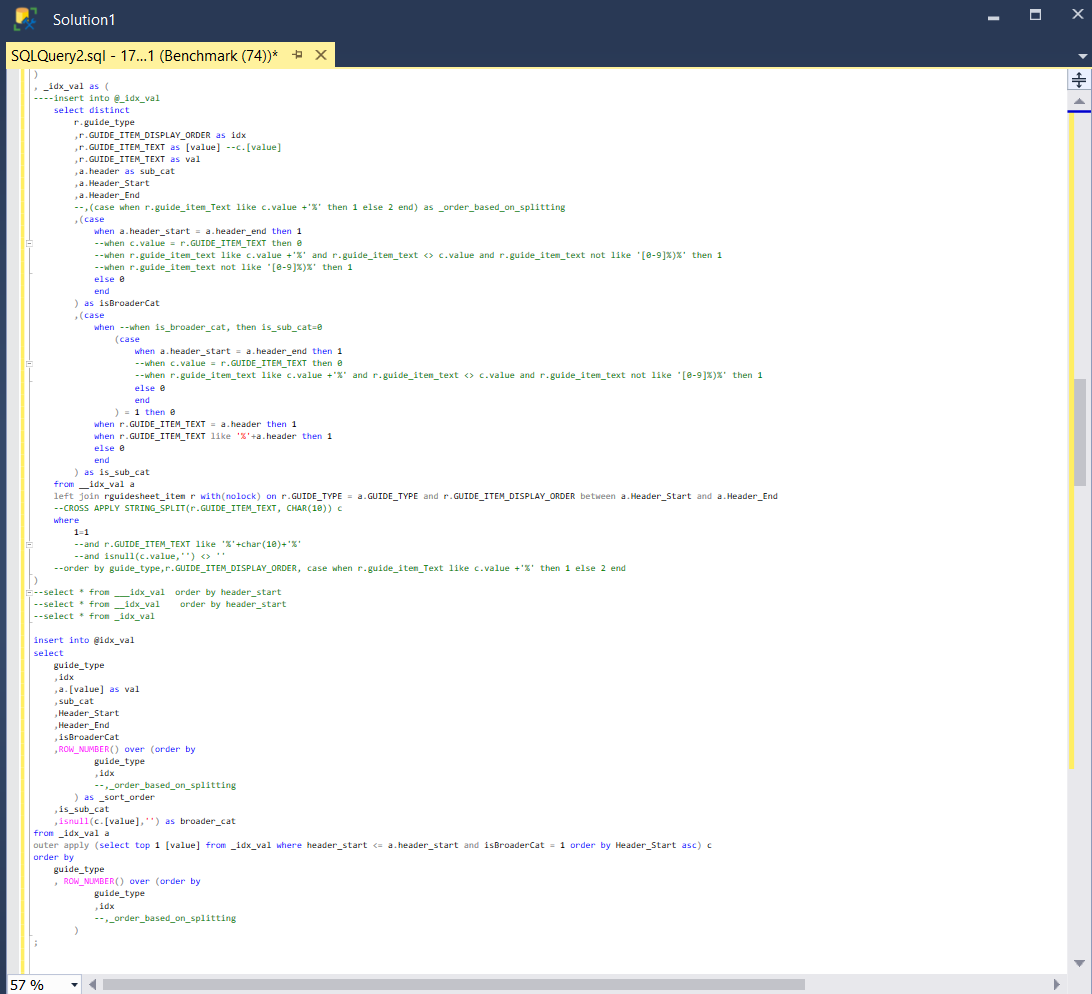 Solution1
SQLQuery2.sql - 17...1 (Benchmark (74))*
)
, _idx_val as (
----insert into @_idx_val
    select distinct
        r.guide_type
        ,r.GUIDE_ITEM_DISPLAY_ORDER as idx
        ,r.GUIDE_ITEM_TEXT as [value] --c.[value]
        ,r.GUIDE_ITEM_TEXT as val
        ,a.header as sub_cat
        ,a.Header_Start
        ,a.Header_End
        --,(case when r.guide_item_Text like c.value +'%' then 1 else 2 end) as _order_based_on_splitting
        ,(case
            when a.header_start = a.header_end then 1
            --when c.value = r.GUIDE_ITEM_TEXT then 0
            --when r.guide_item_text like c.value +'%' and r.guide_item_text <> c.value and r.guide_item_text not like '[0-9]%)%' then 1
            --when r.guide_item_text not like '[0-9]%)%' then 1
            else 0
            end
        ) as isBroaderCat
        ,(case
            when --when is_broader_cat, then is_sub_cat=0
                (case
                    when a.header_start = a.header_end then 1
                    --when c.value = r.GUIDE_ITEM_TEXT then 0
                    --when r.guide_item_text like c.value +'%' and r.guide_item_text <> c.value and r.guide_item_text not like '[0-9]%)%' then 1
                    else 0
                    end
                ) = 1 then 0
            when r.GUIDE_ITEM_TEXT = a.header then 1
            when r.GUIDE_ITEM_TEXT like '%'+a.header then 1
            else 0
            end
        ) as is_sub_cat
    from __idx_val a
    left join rguidesheet_item r with(nolock) on r.GUIDE_TYPE = a.GUIDE_TYPE and r.GUIDE_ITEM_DISPLAY_ORDER between a.Header_Start and a.Header_End
    --CROSS APPLY STRING_SPLIT(r.GUIDE_ITEM_TEXT, CHAR(10)) c
    where
        1=1
        --and r.GUIDE_ITEM_TEXT like '%'+char(10)+'%'
        --and isnull(c.value,'') <> ''
    --order by guide_type,r.GUIDE_ITEM_DISPLAY_ORDER, case when r.guide_item_Text like c.value +'%' then 1 else 2 end
)
--select * from ___idx_val  order by header_start
--select * from __idx_val    order by header_start
--select * from _idx_val

insert into @idx_val
select
    guide_type
    ,idx
    ,a.[value] as val
    ,sub_cat
    ,Header_Start
    ,Header_End
    ,isBroaderCat
    ,ROW_NUMBER() over (order by
            guide_type
            ,idx
            --,_order_based_on_splitting
        ) as _sort_order
    ,is_sub_cat
    ,isnull(c.[value],'') as broader_cat
from _idx_val a
outer apply (select top 1 [value] from _idx_val where header_start <= a.header_start and isBroaderCat = 1 order by Header_Start asc) c
order by
    guide_type
    , ROW_NUMBER() over (order by
            guide_type
            ,idx
            --,_order_based_on_splitting
        )
;
57 %